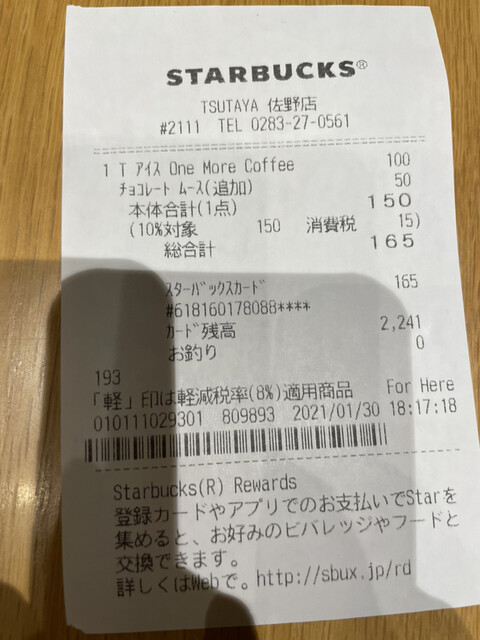 STARBUCKS®
TSUTAYA 佐野店
#2111 TEL 0283-27-0561
1 T アイス One More Coffee 100
チョコレート ムース(追加) 50
本体合計(1点) 150
(10%対象 150 消費税 15)
総合計 165
スターバックスカード 165
#618160178088****
カード残高 2,241
お釣り 0
193
「軽」印は軽減税率(8%)適用商品 For Here
010111029301 809893 2021/01/30 18:17:18
Starbucks(R) Rewards
登録カードやアプリでのお支払いでStarを
集めると、お好みのビバレッジやフードと
交換できます。
詳しくはWebで。http://sbux.jp/rd